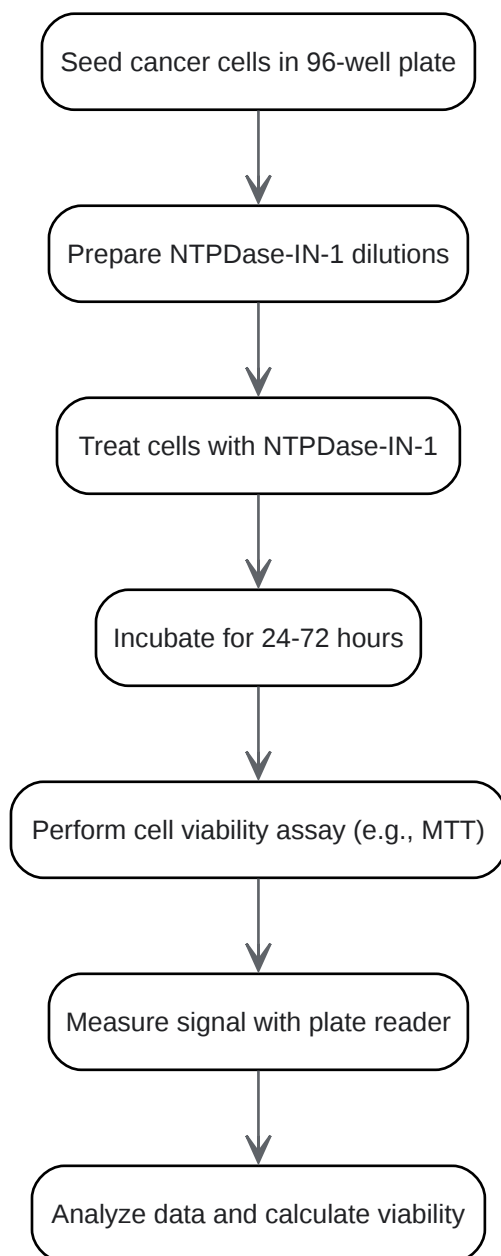 Seed cancer cells in 96-well plate
Prepare NTPDase-IN-1 dilutions
Treat cells with NTPDase-IN-1
Incubate for 24-72 hours
Perform cell viability assay (e.g., MTT)
Measure signal with plate reader
Analyze data and calculate viability